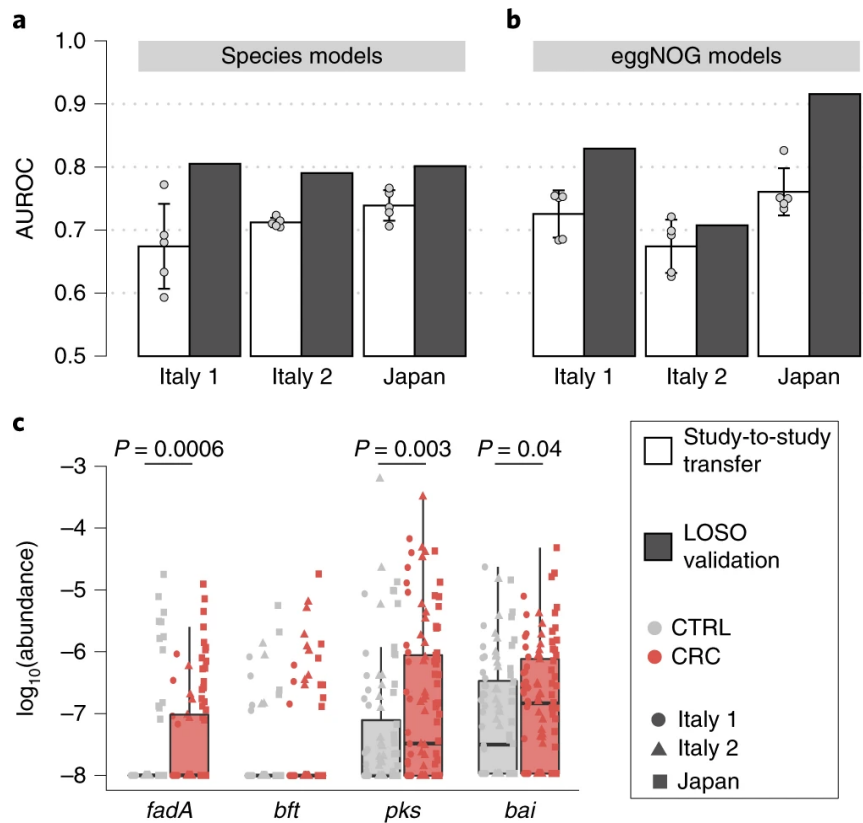 a
b
Species models
eggNOG models
AUROC
1.0
0.9
0.8
0.7
0.6
0.5
Italy 1
Italy 2
Japan
Italy 1
Italy 2
Japan
c
P = 0.0006
P = 0.003
P = 0.04
log10(abundance)
−3
−4
−5
−6
−7
−8
fadA
bft
pks
bai
Study-to-study
transfer
LOSO
validation
CTRL
CRC
Italy 1
Italy 2
Japan